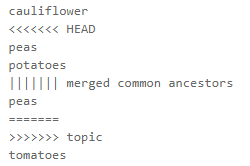 cauliflower
<<<<<<< HEAD
peas
potatoes
||||||| merged common ancestors
peas
=======
>>>>>>> topic
tomatoes